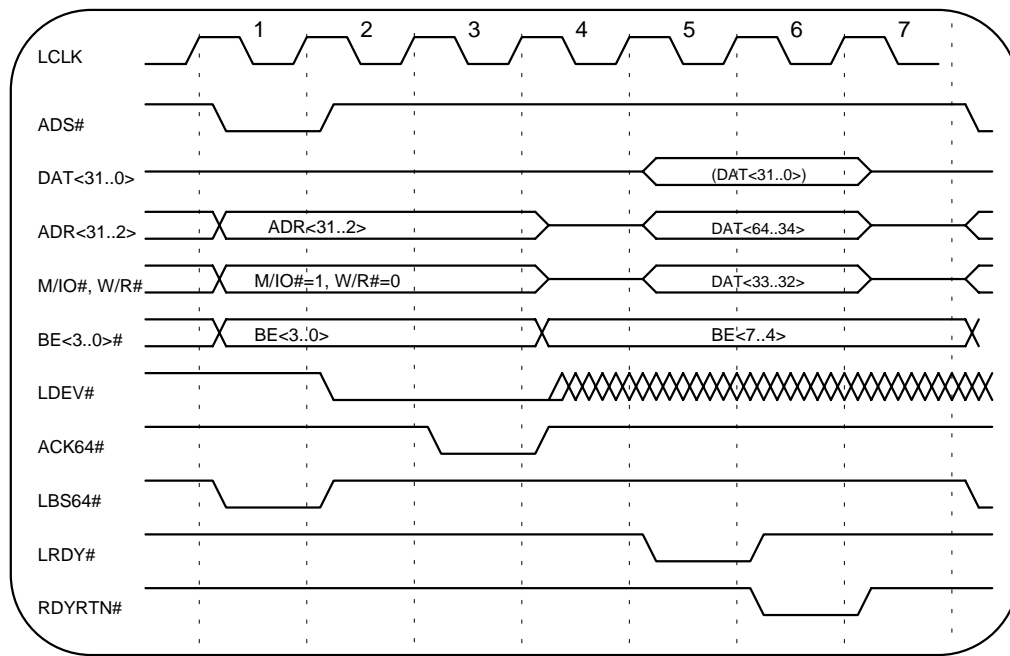 1 2 3 4 5 6 7
LCLK
ADS#
DAT<31..0> (DAT<31..0>)
ADR<31..2> ADR<31..2> DAT<64..34>
M/IO#, W/R# M/IO#=1, W/R#=0 DAT<33..32>
BE<3..0># BE<3..0> BE<7..4>
LDEV#
ACK64#
LBS64#
LRDY#
RDYRTN#